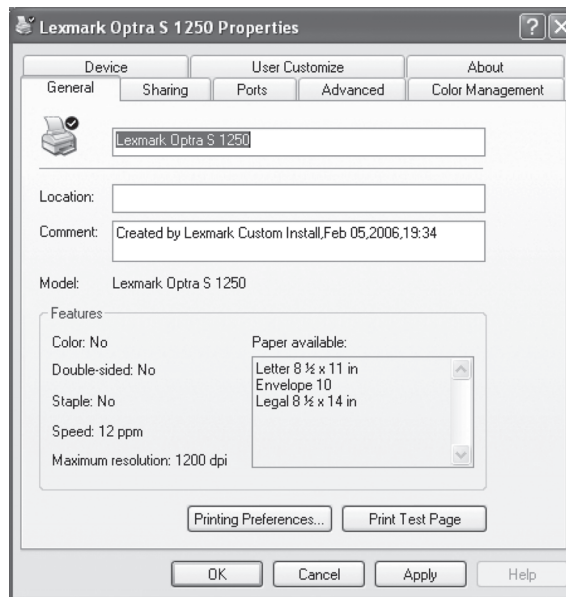 Lexmark Optra S 1250 Properties
Device User Customize About
General Sharing Ports Advanced Color Management
Lexmark Optra S 1250
Location:
Comment: Created by Lexmark Custom Install,Feb 05,2006,19:34
Model: Lexmark Optra S 1250
Features
Color: No Paper available:
Double-sided: No Letter 8 ½ x 11 in
Envelope 10
Staple: No Legal 8 ½ x 14 in
Speed: 12 ppm
Maximum resolution: 1200 dpi
Printing Preferences... Print Test Page
OK Cancel Apply Help